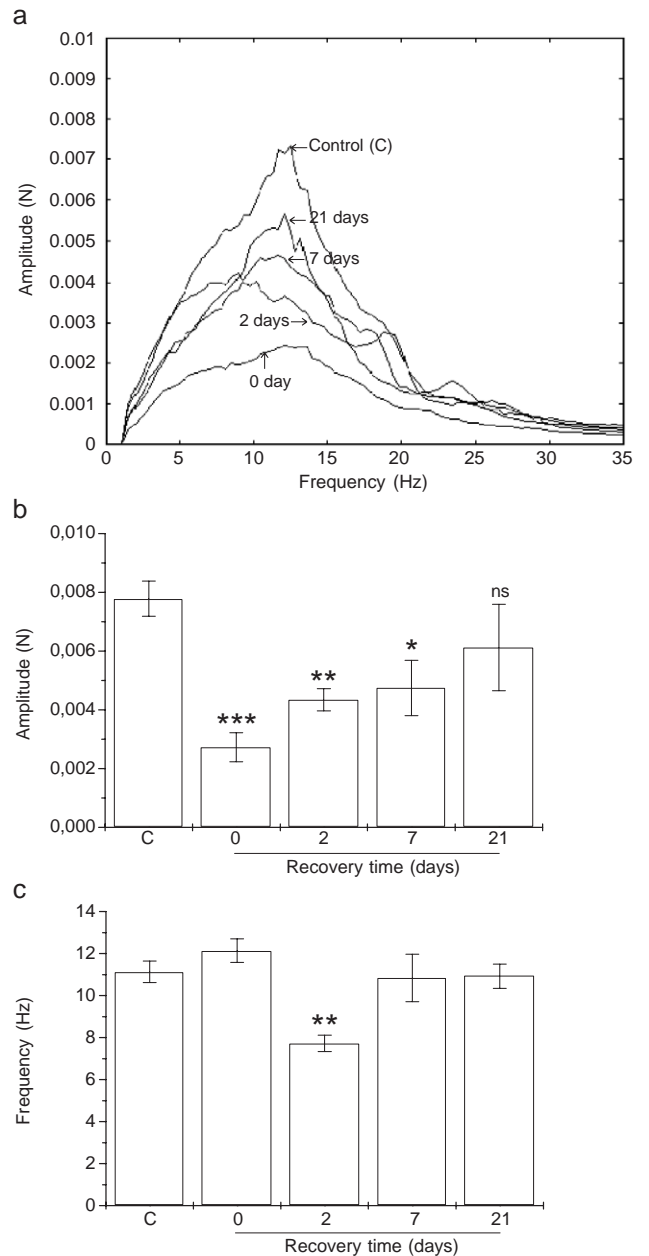 a
0.01
0.009
0.008
0.007
0.006
0.005
0.004
0.003
0.002
0.001
0
Amplitude (N)
Control (C)
21 days
7 days
2 days
0 day
0 5 10 15 20 25 30 35
Frequency (Hz)
b
0,010
0,008
0,006
0,004
0,002
0,000
Amplitude (N)
***
**
*
ns
C 0 2 7 21
Recovery time (days)
c
14
12
10
8
6
4
2
0
Frequency (Hz)
**
C 0 2 7 21
Recovery time (days)